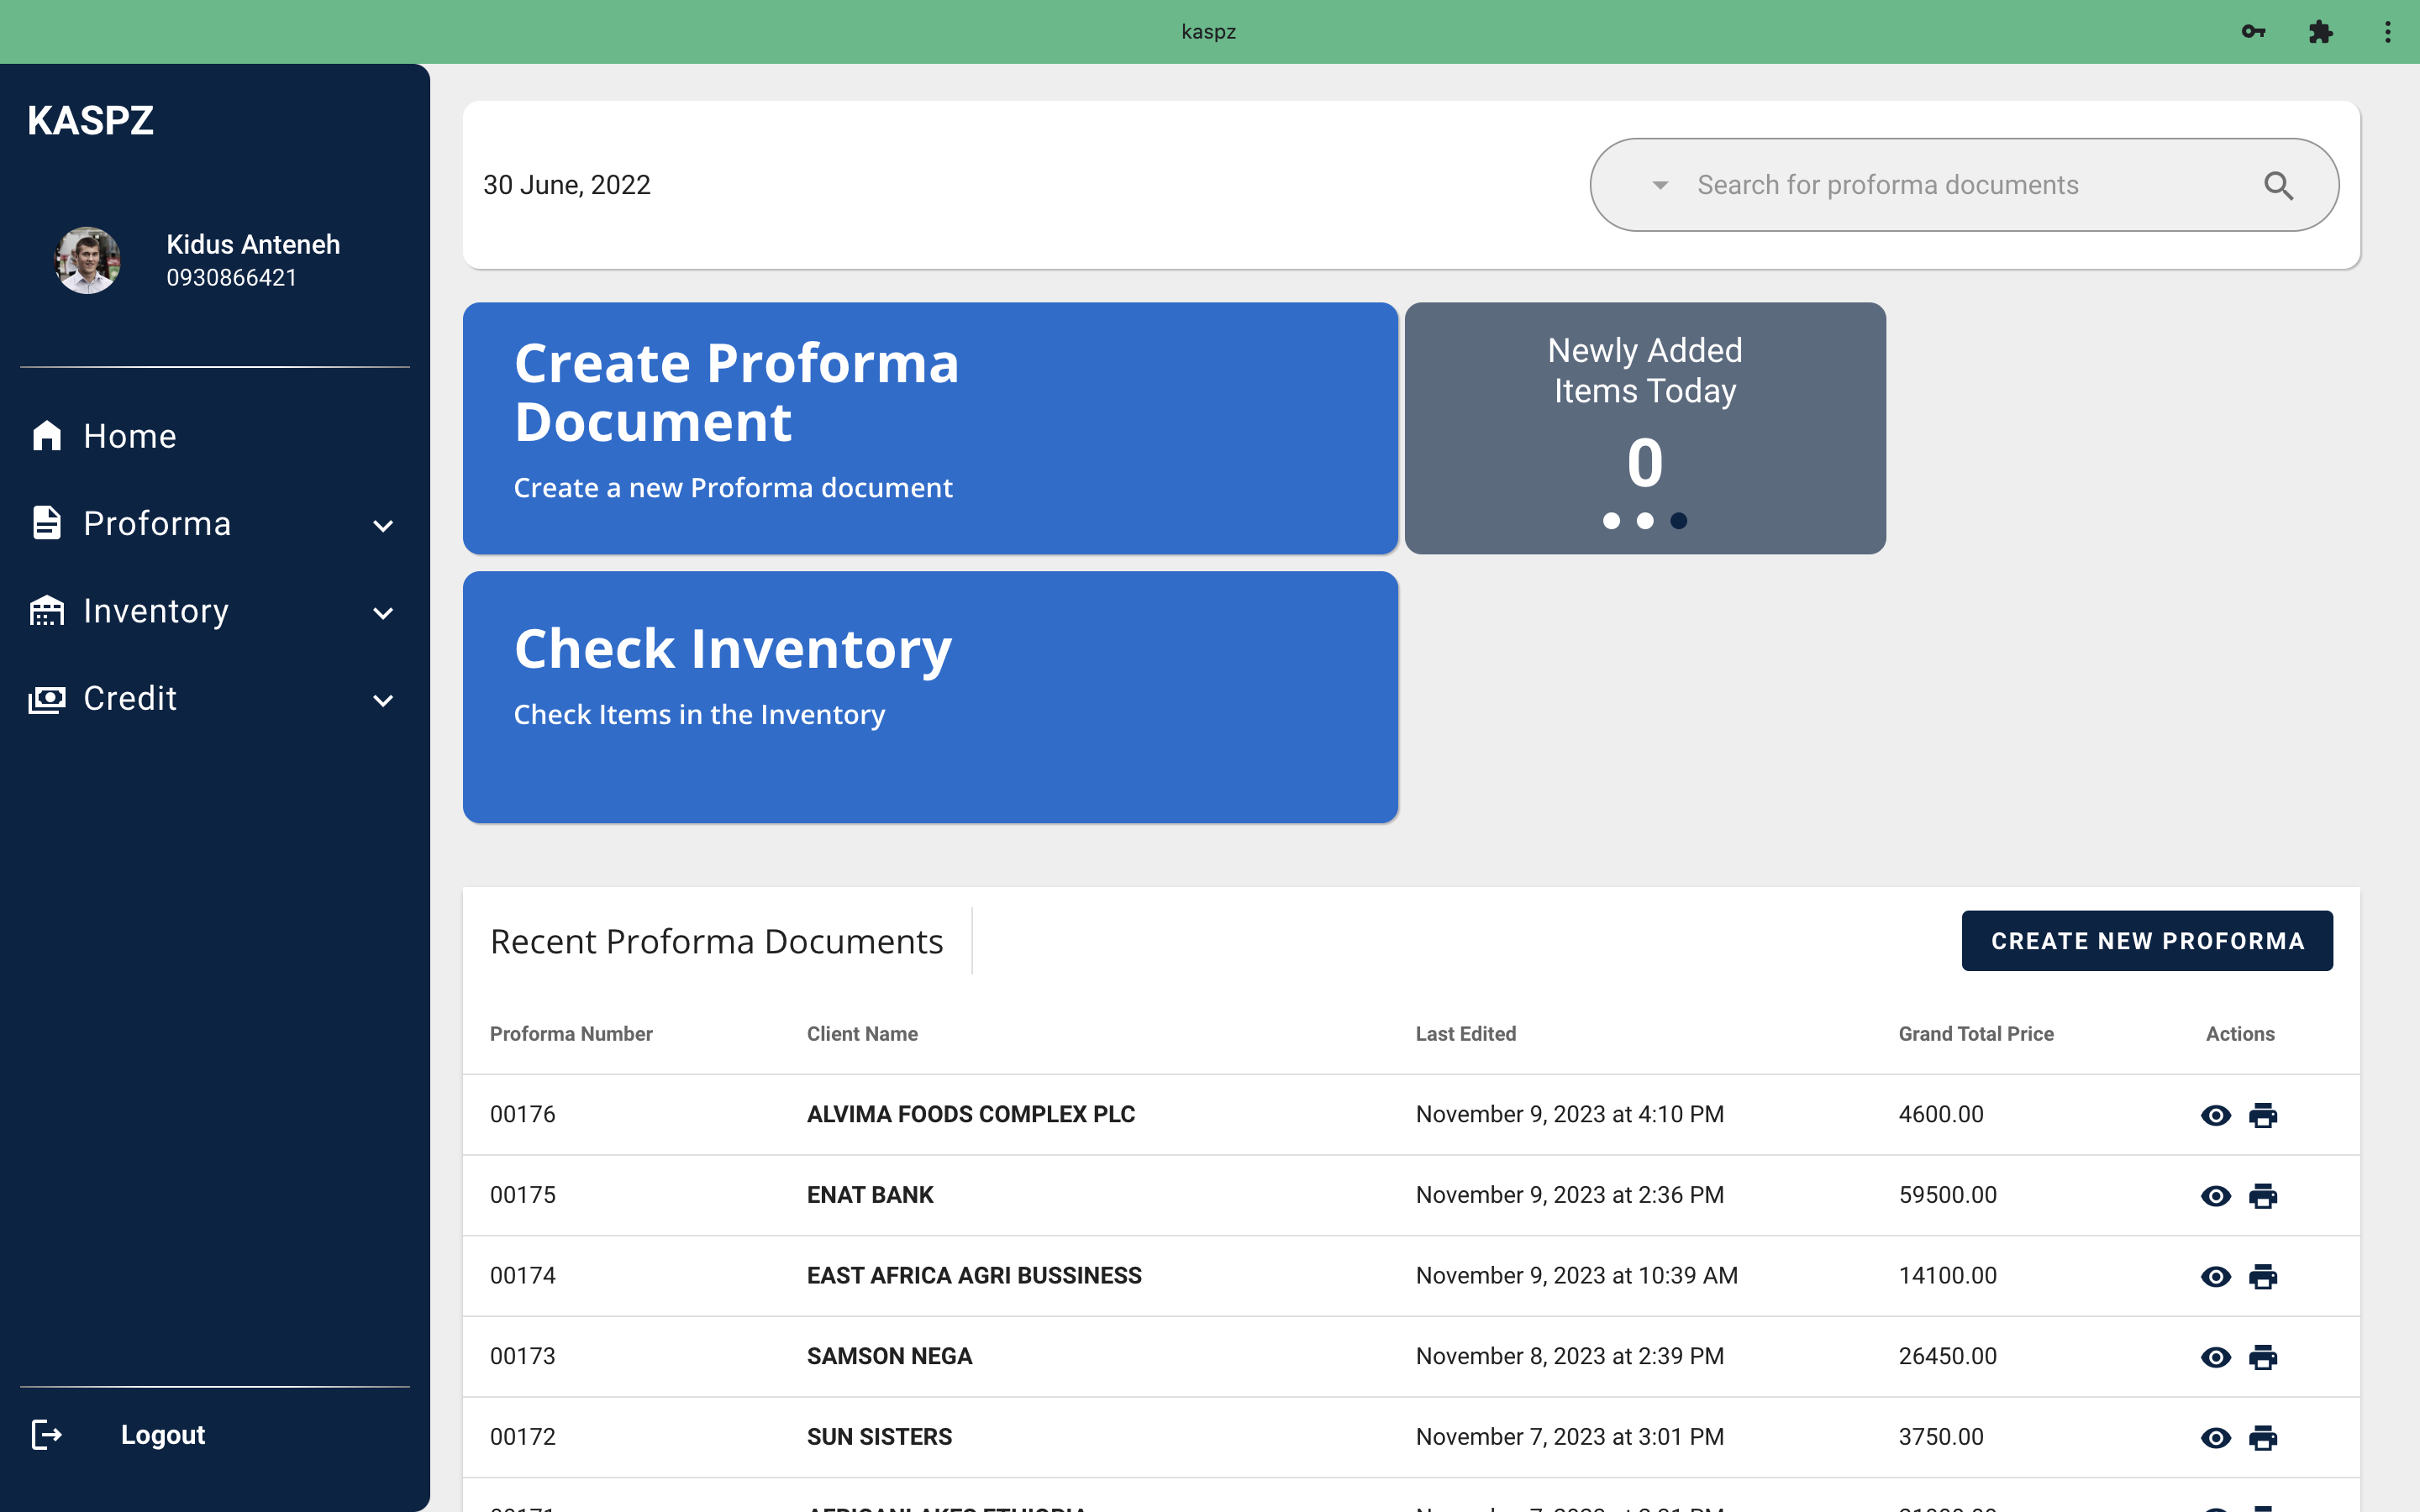 kaspz
KASPZ
Kidus Anteneh
0930866421
Home
Proforma
Inventory
Credit
Logout
30 June, 2022
Search for proforma documents
Create Proforma
Document
Create a new Proforma document
Newly Added
Items Today
0
Check Inventory
Check Items in the Inventory
Recent Proforma Documents
CREATE NEW PROFORMA
Proforma Number Client Name Last Edited Grand Total Price Actions
00176 ALVIMA FOODS COMPLEX PLC November 9, 2023 at 4:10 PM 4600.00
00175 ENAT BANK November 9, 2023 at 2:36 PM 59500.00
00174 EAST AFRICA AGRI BUSSINESS November 9, 2023 at 10:39 AM 14100.00
00173 SAMSON NEGA November 8, 2023 at 2:39 PM 26450.00
00172 SUN SISTERS November 7, 2023 at 3:01 PM 3750.00